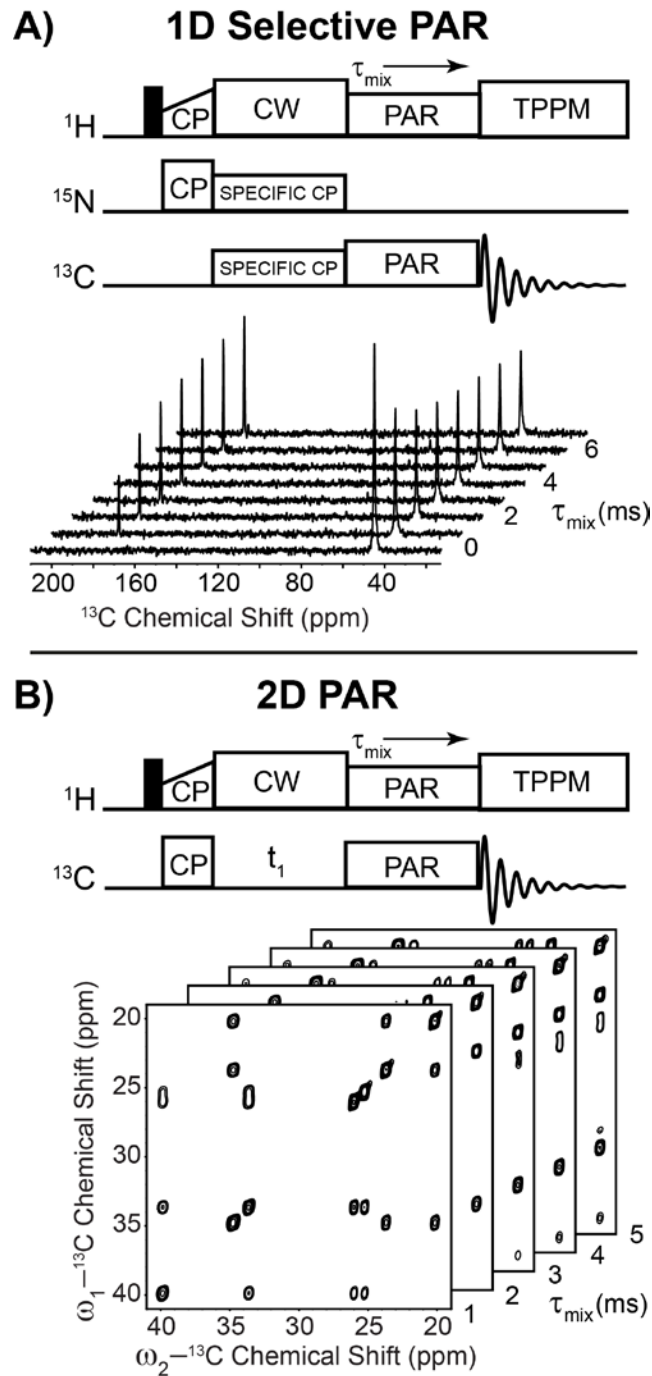 A) 1D Selective PAR
τmix
¹H CP CW PAR TPPM
¹⁵N CP SPECIFIC CP
¹³C SPECIFIC CP PAR
6
4
2 τmix(ms)
0
200 160 120 80 40
¹³C Chemical Shift (ppm)
B) 2D PAR
τmix
¹H CP CW PAR TPPM
¹³C CP t₁ PAR
20
25
30
35
40
ω₁–¹³C Chemical Shift (ppm)
5
4
3
2
1
τmix(ms)
40 35 30 25 20
ω₂–¹³C Chemical Shift (ppm)